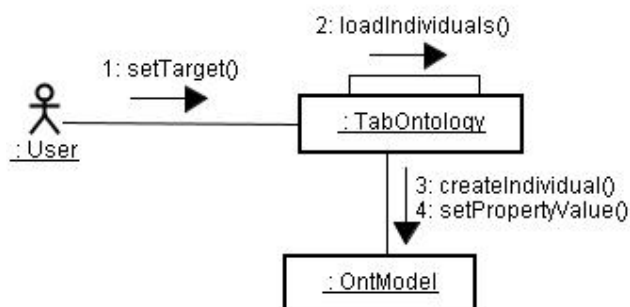 2: loadIndividuals()
1: setTarget()
: TabOntology
: User
3: createIndividual()
4: setPropertyValue()
: OntModel